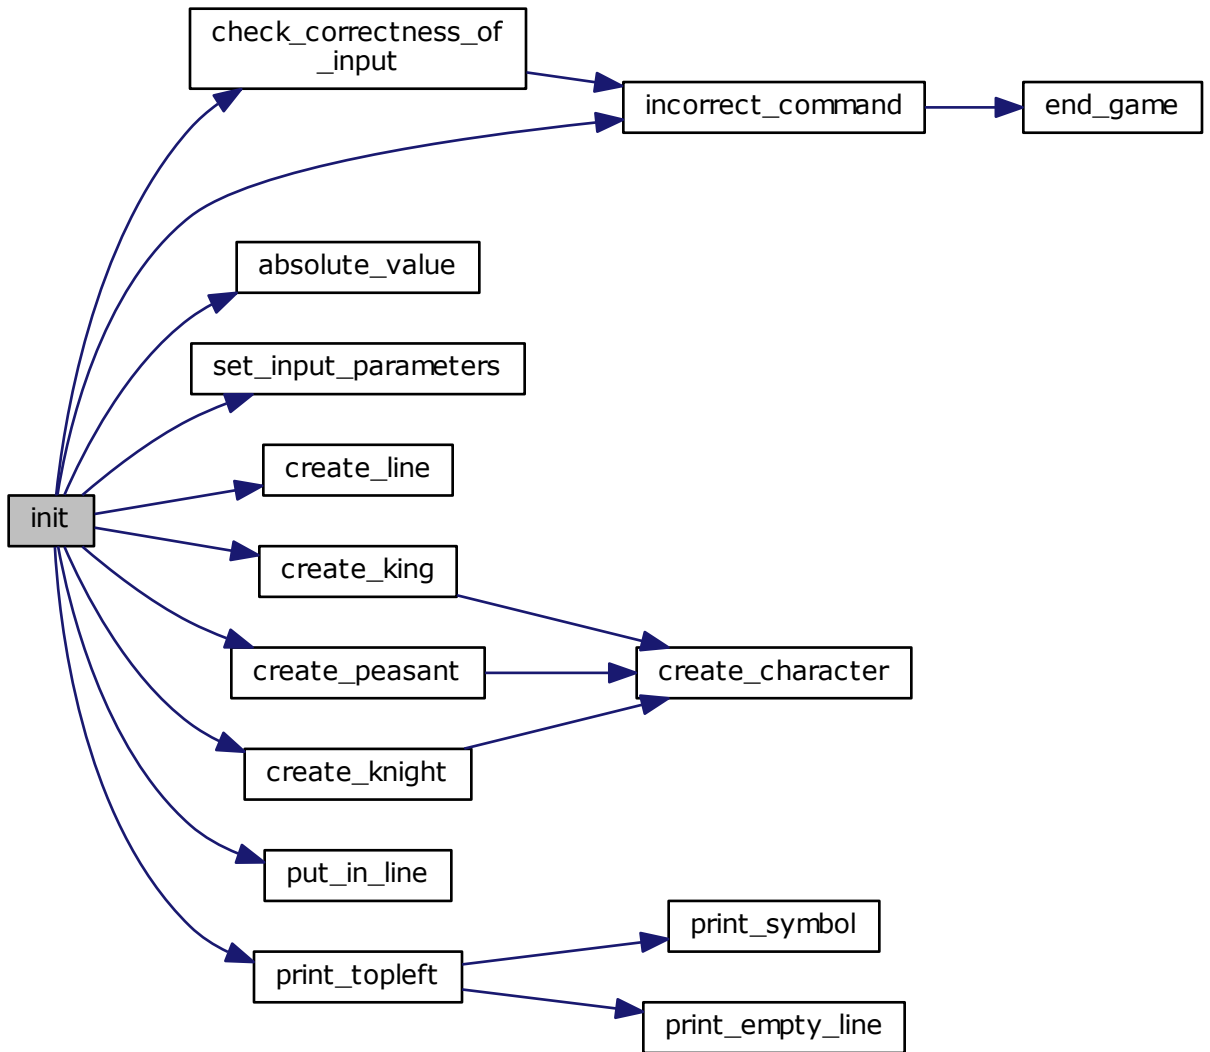 check_correctness_of
_input
incorrect_command
end_game
absolute_value
set_input_parameters
create_line
init
create_king
create_peasant
create_character
create_knight
put_in_line
print_symbol
print_topleft
print_empty_line